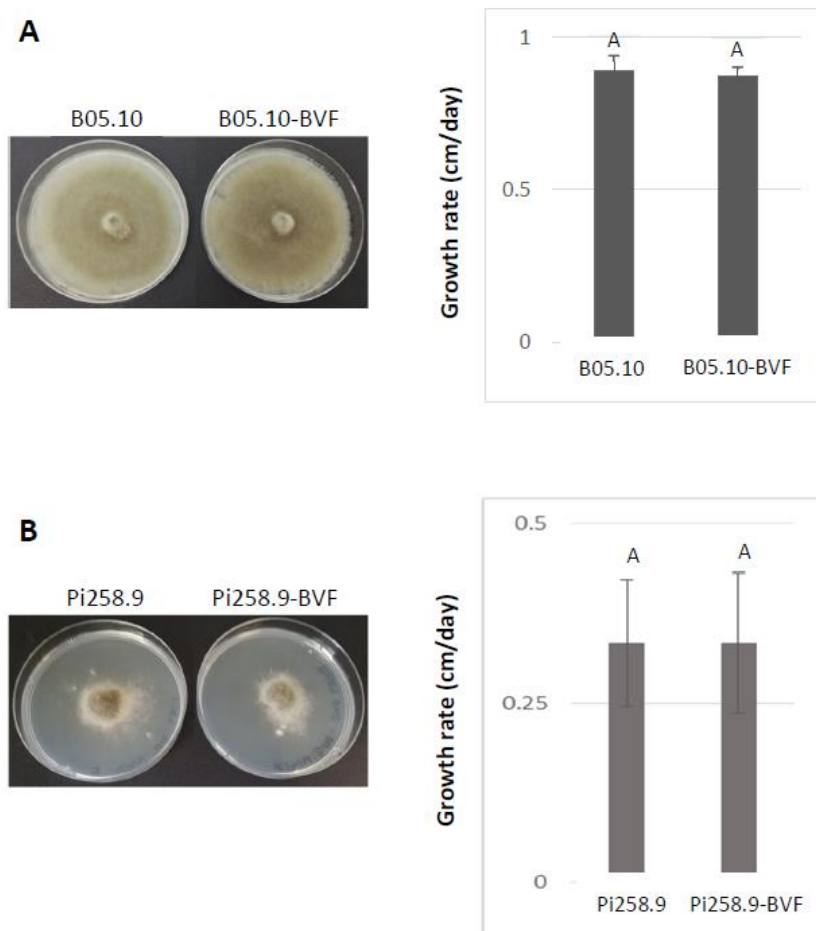 A
B05.10 B05.10-BVF
Growth rate (cm/day)
1
0.5
0
A A
B05.10 B05.10-BVF
B
Pi258.9 Pi258.9-BVF
Growth rate (cm/day)
0.5
0.25
0
A A
Pi258.9 Pi258.9-BVF